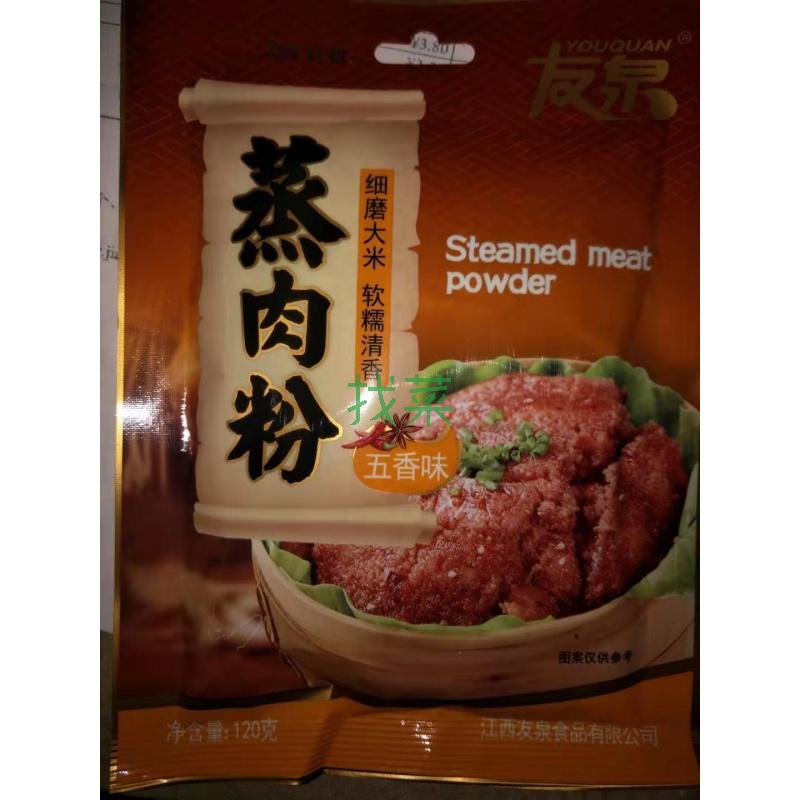 ¥3.80
YOUQUAN®
友泉
蒸肉粉
细磨大米 软糯清香
Steamed meat
powder
找菜
五香味
图案仅供参考
净含量:120克
江西友泉食品有限公司